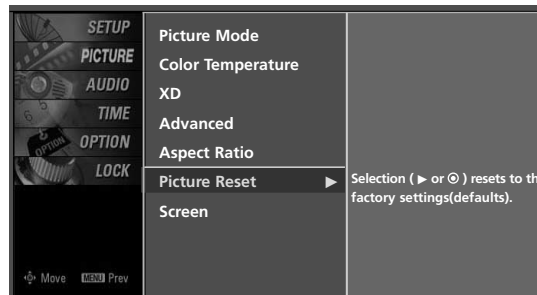 SETUP
PICTURE
AUDIO
TIME
OPTION
LOCK
Move MENU Prev
Picture Mode
Color Temperature
XD
Advanced
Aspect Ratio
Picture Reset ▶
Screen
Selection ( ▶ or ⊙ ) resets to th
factory settings(defaults).